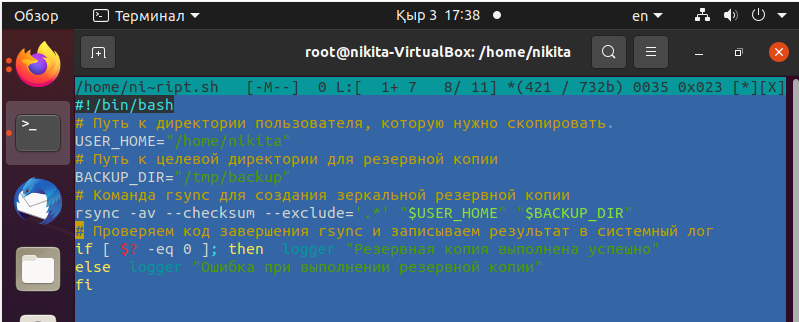 Обзор Терминал Қыр 3 17:38 en
root@nikita-VirtualBox: /home/nikita
/home/ni~ript.sh [-M--] 0 L:[ 1+ 7 8/ 11] *(421 / 732b) 0035 0x023 [*][X]
#!/bin/bash
# Путь к директории пользователя, которую нужно скопировать.
USER_HOME="/home/nikita"
# Путь к целевой директории для резервной копии
BACKUP_DIR="/tmp/backup"
# Команда rsync для создания зеркальной резервной копии
rsync -av --checksum --exclude='.*' "$USER_HOME" "$BACKUP_DIR"
# Проверяем код завершения rsync и записываем результат в системный лог
if [ $? -eq 0 ]; then logger "Резервная копия выполнена успешно"
else logger "Ошибка при выполнении резервной копии"
fi